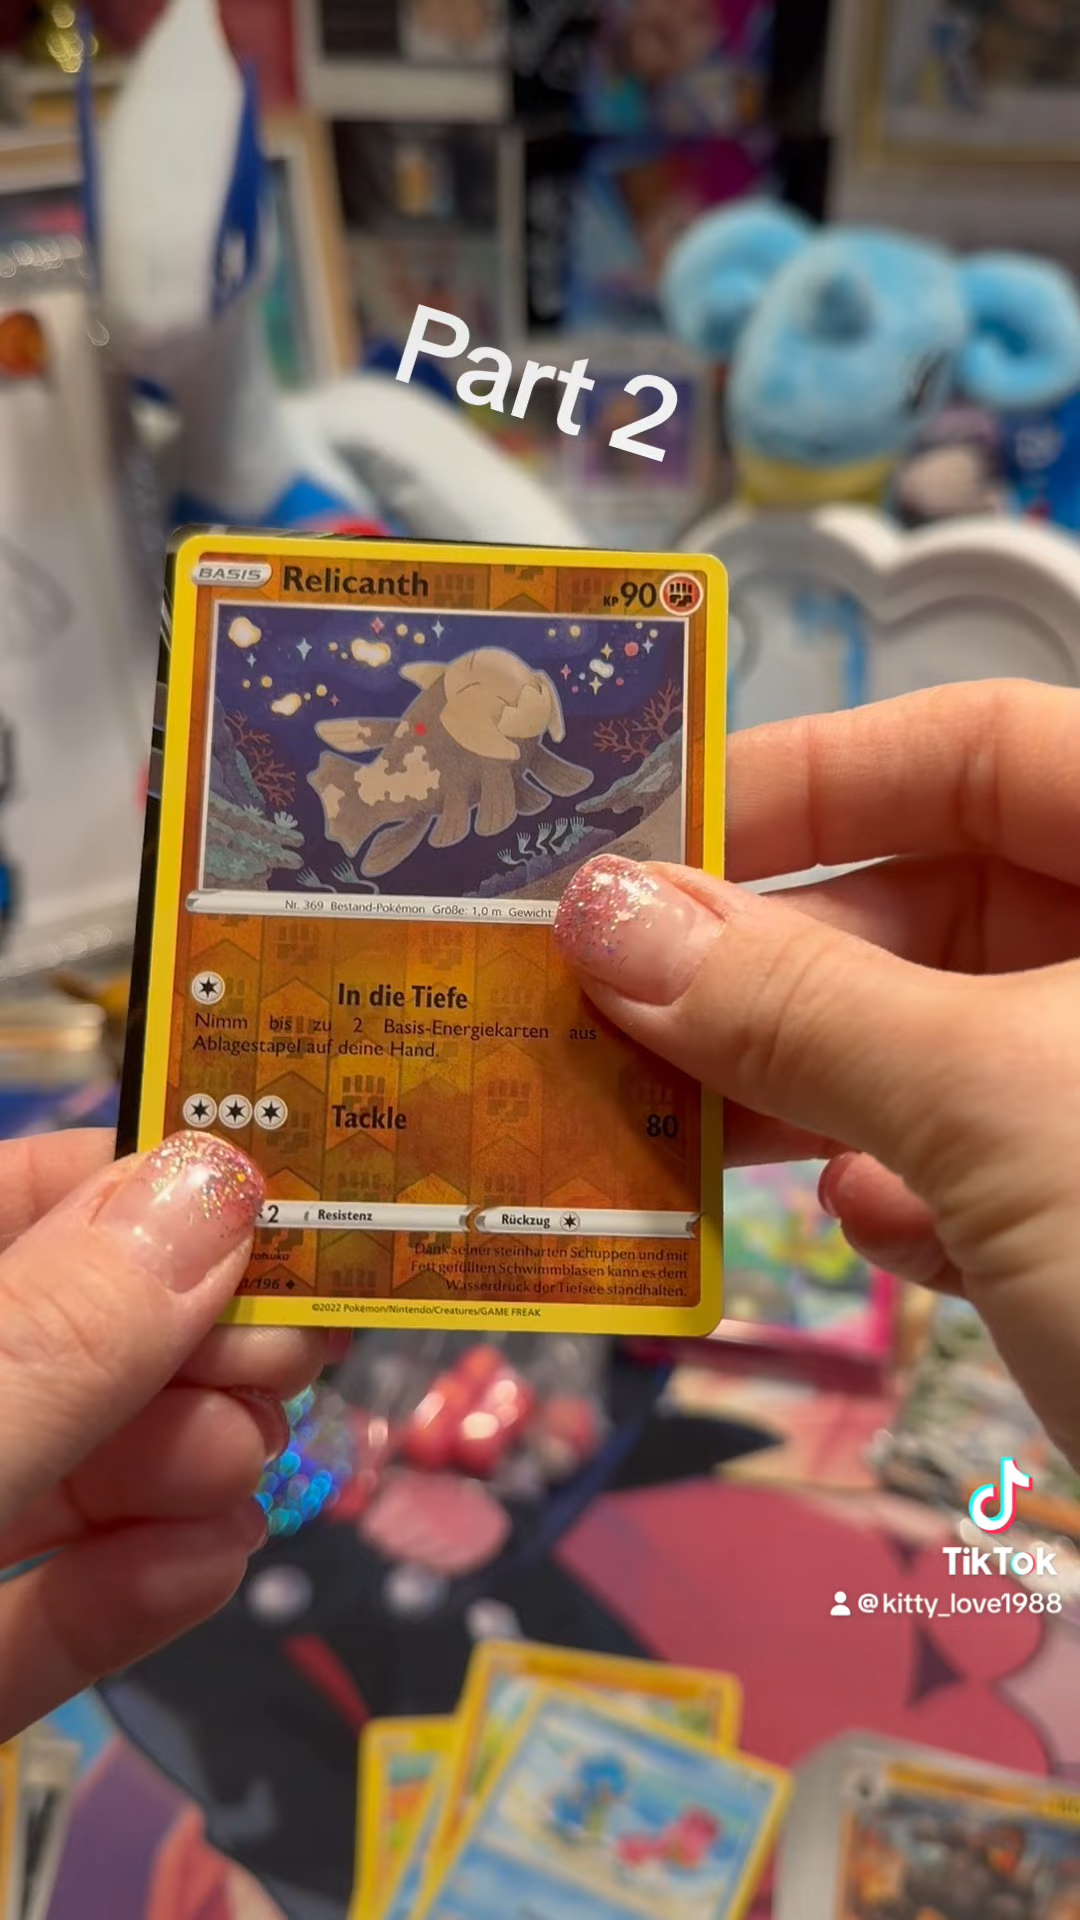 Part 2
BASIS Relicanth KP 90
Nr. 369 Bestand-Pokémon Größe: 1,0 m Gewicht
In die Tiefe
Nimm bis zu 2 Basis-Energiekarten aus
Ablagestapel auf deine Hand.
Tackle 80
×2 Resistenz Rückzug
Dank seiner steinharten Schuppen und mit
Fett gefüllten Schwimmblasen kann es dem
Wasserdruck der Tiefsee standhalten.
/196
©2022 Pokémon/Nintendo/Creatures/GAME FREAK
TikTok
@kitty_love1988